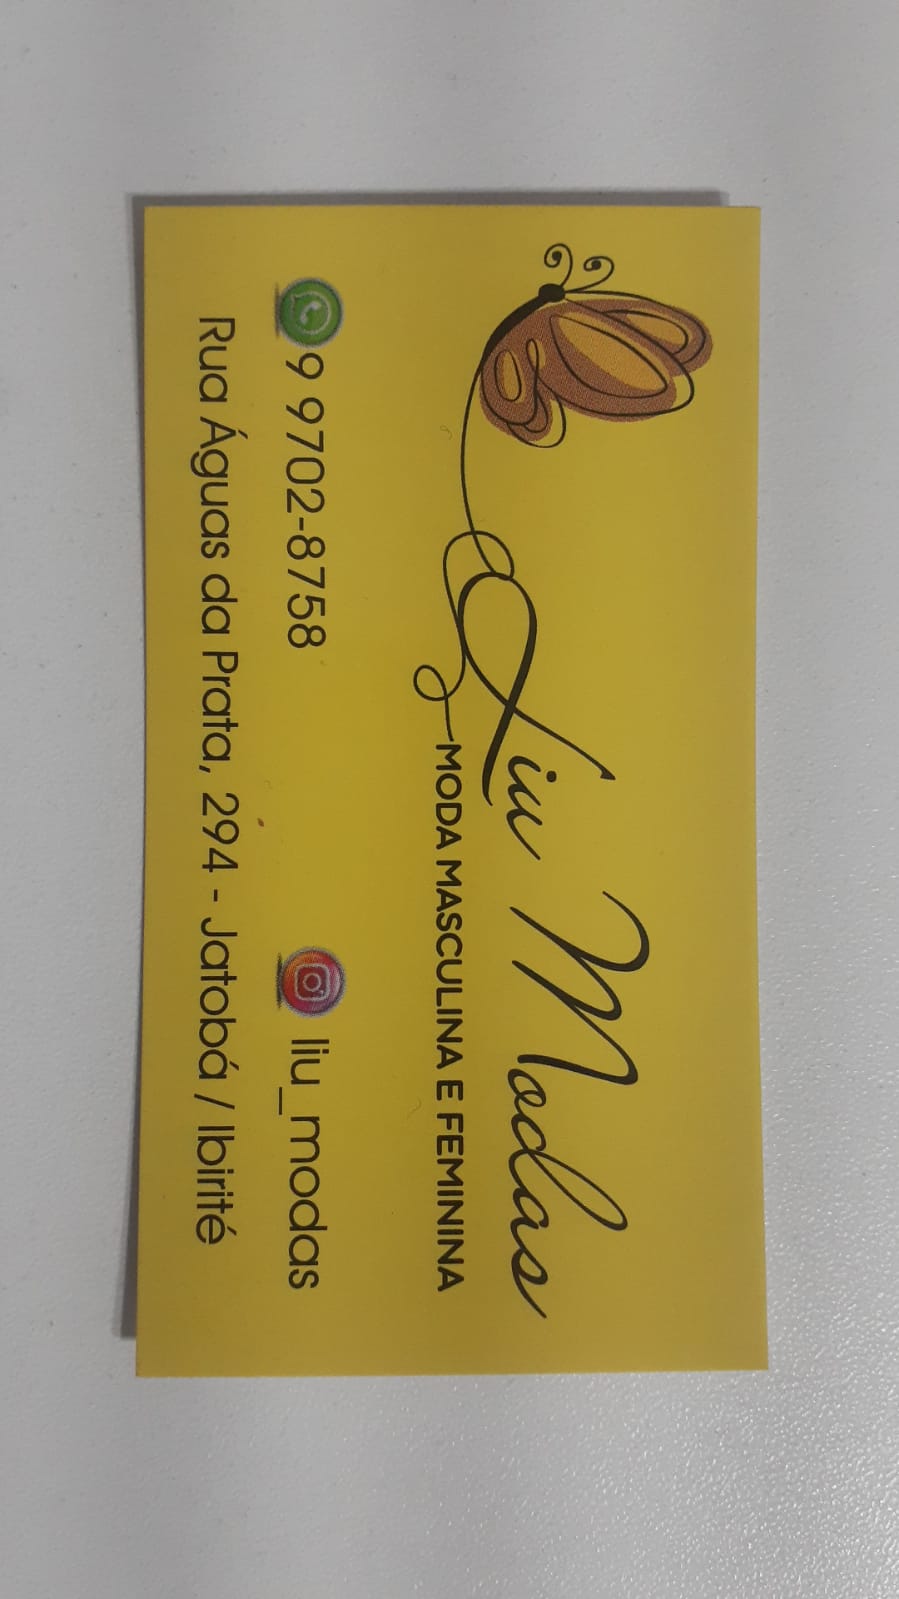 Liu Modas
MODA MASCULINA E FEMININA
9 9702-8758
liu_modas
Rua Águas da Prata, 294 - Jatobá / Ibirité